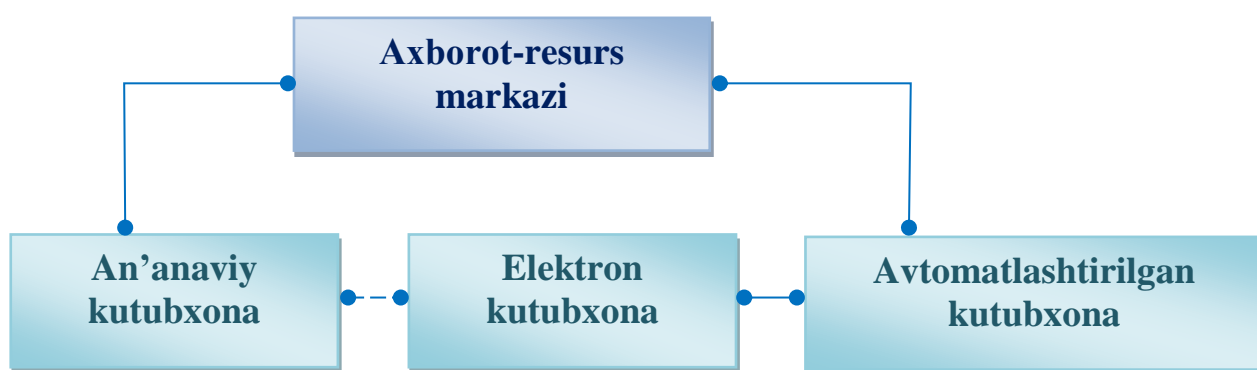 Axborot-resurs
markazi
An’anaviy
kutubxona
Elektron
kutubxona
Avtomatlashtirilgan
kutubxona